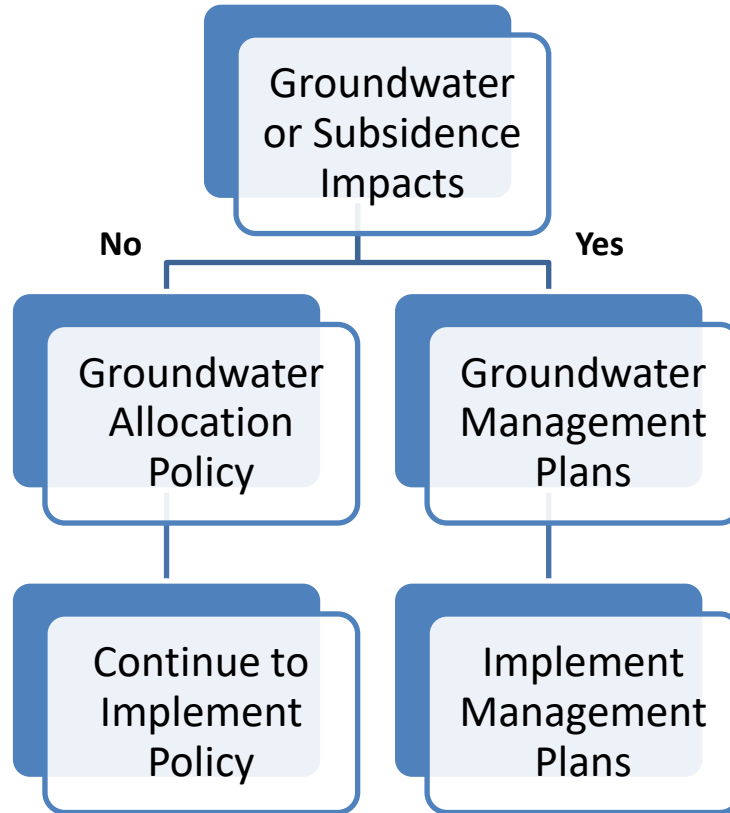 Groundwater
or Subsidence
Impacts
No
Yes
Groundwater
Allocation
Policy
Groundwater
Management
Plans
Continue to
Implement
Policy
Implement
Management
Plans